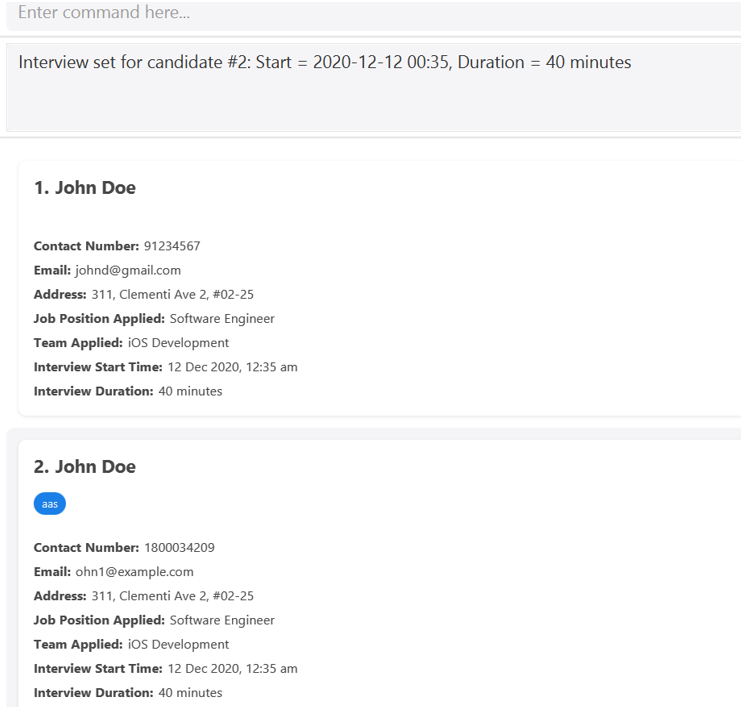 Enter command here...
Interview set for candidate #2: Start = 2020-12-12 00:35, Duration = 40 minutes
1. John Doe
Contact Number: 91234567
Email: johnd@gmail.com
Address: 311, Clementi Ave 2, #02-25
Job Position Applied: Software Engineer
Team Applied: iOS Development
Interview Start Time: 12 Dec 2020, 12:35 am
Interview Duration: 40 minutes
2. John Doe
aas
Contact Number: 1800034209
Email: ohn1@example.com
Address: 311, Clementi Ave 2, #02-25
Job Position Applied: Software Engineer
Team Applied: iOS Development
Interview Start Time: 12 Dec 2020, 12:35 am
Interview Duration: 40 minutes